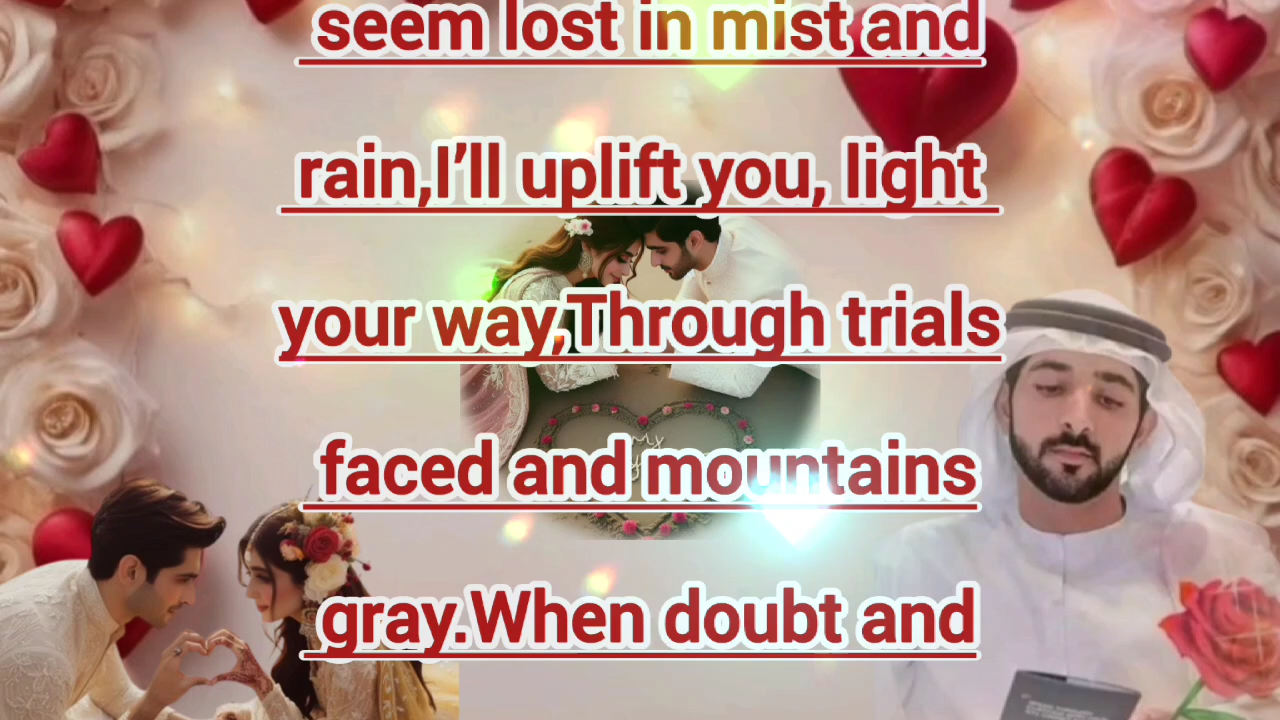 seem lost in mist and
rain,I’ll uplift you, light
your way,Through trials
faced and mountains
gray.When doubt and
my